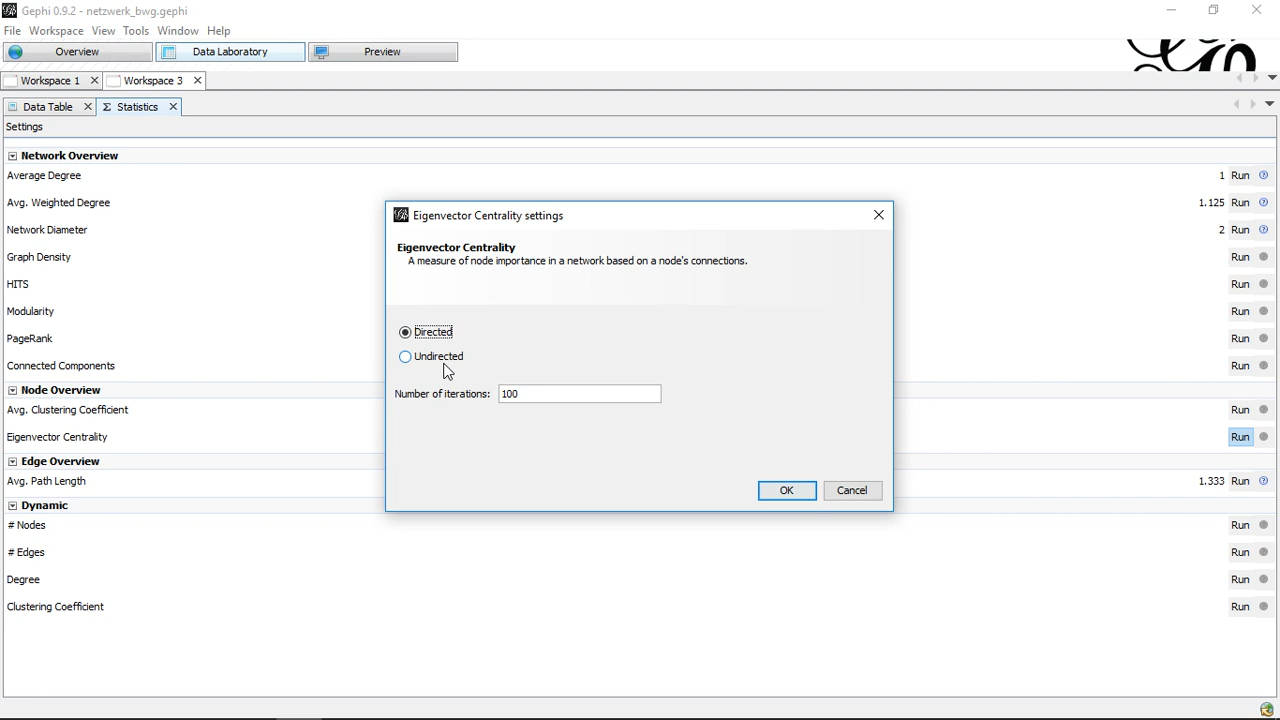 Gephi 0.9.2 - netzwerk_bwg.gephi
File Workspace View Tools Window Help
Overview Data Laboratory Preview
Workspace 1 Workspace 3
Data Table Σ Statistics
Settings
Network Overview
Average Degree 1 Run
Avg. Weighted Degree 1.125 Run
Network Diameter 2 Run
Graph Density Run
HITS Run
Modularity Run
PageRank Run
Connected Components Run
Node Overview
Avg. Clustering Coefficient Run
Eigenvector Centrality Run
Edge Overview
Avg. Path Length 1.333 Run
Dynamic
# Nodes Run
# Edges Run
Degree Run
Clustering Coefficient Run
Eigenvector Centrality settings
Eigenvector Centrality
A measure of node importance in a network based on a node's connections.
Directed
Undirected
Number of iterations: 100
OK Cancel